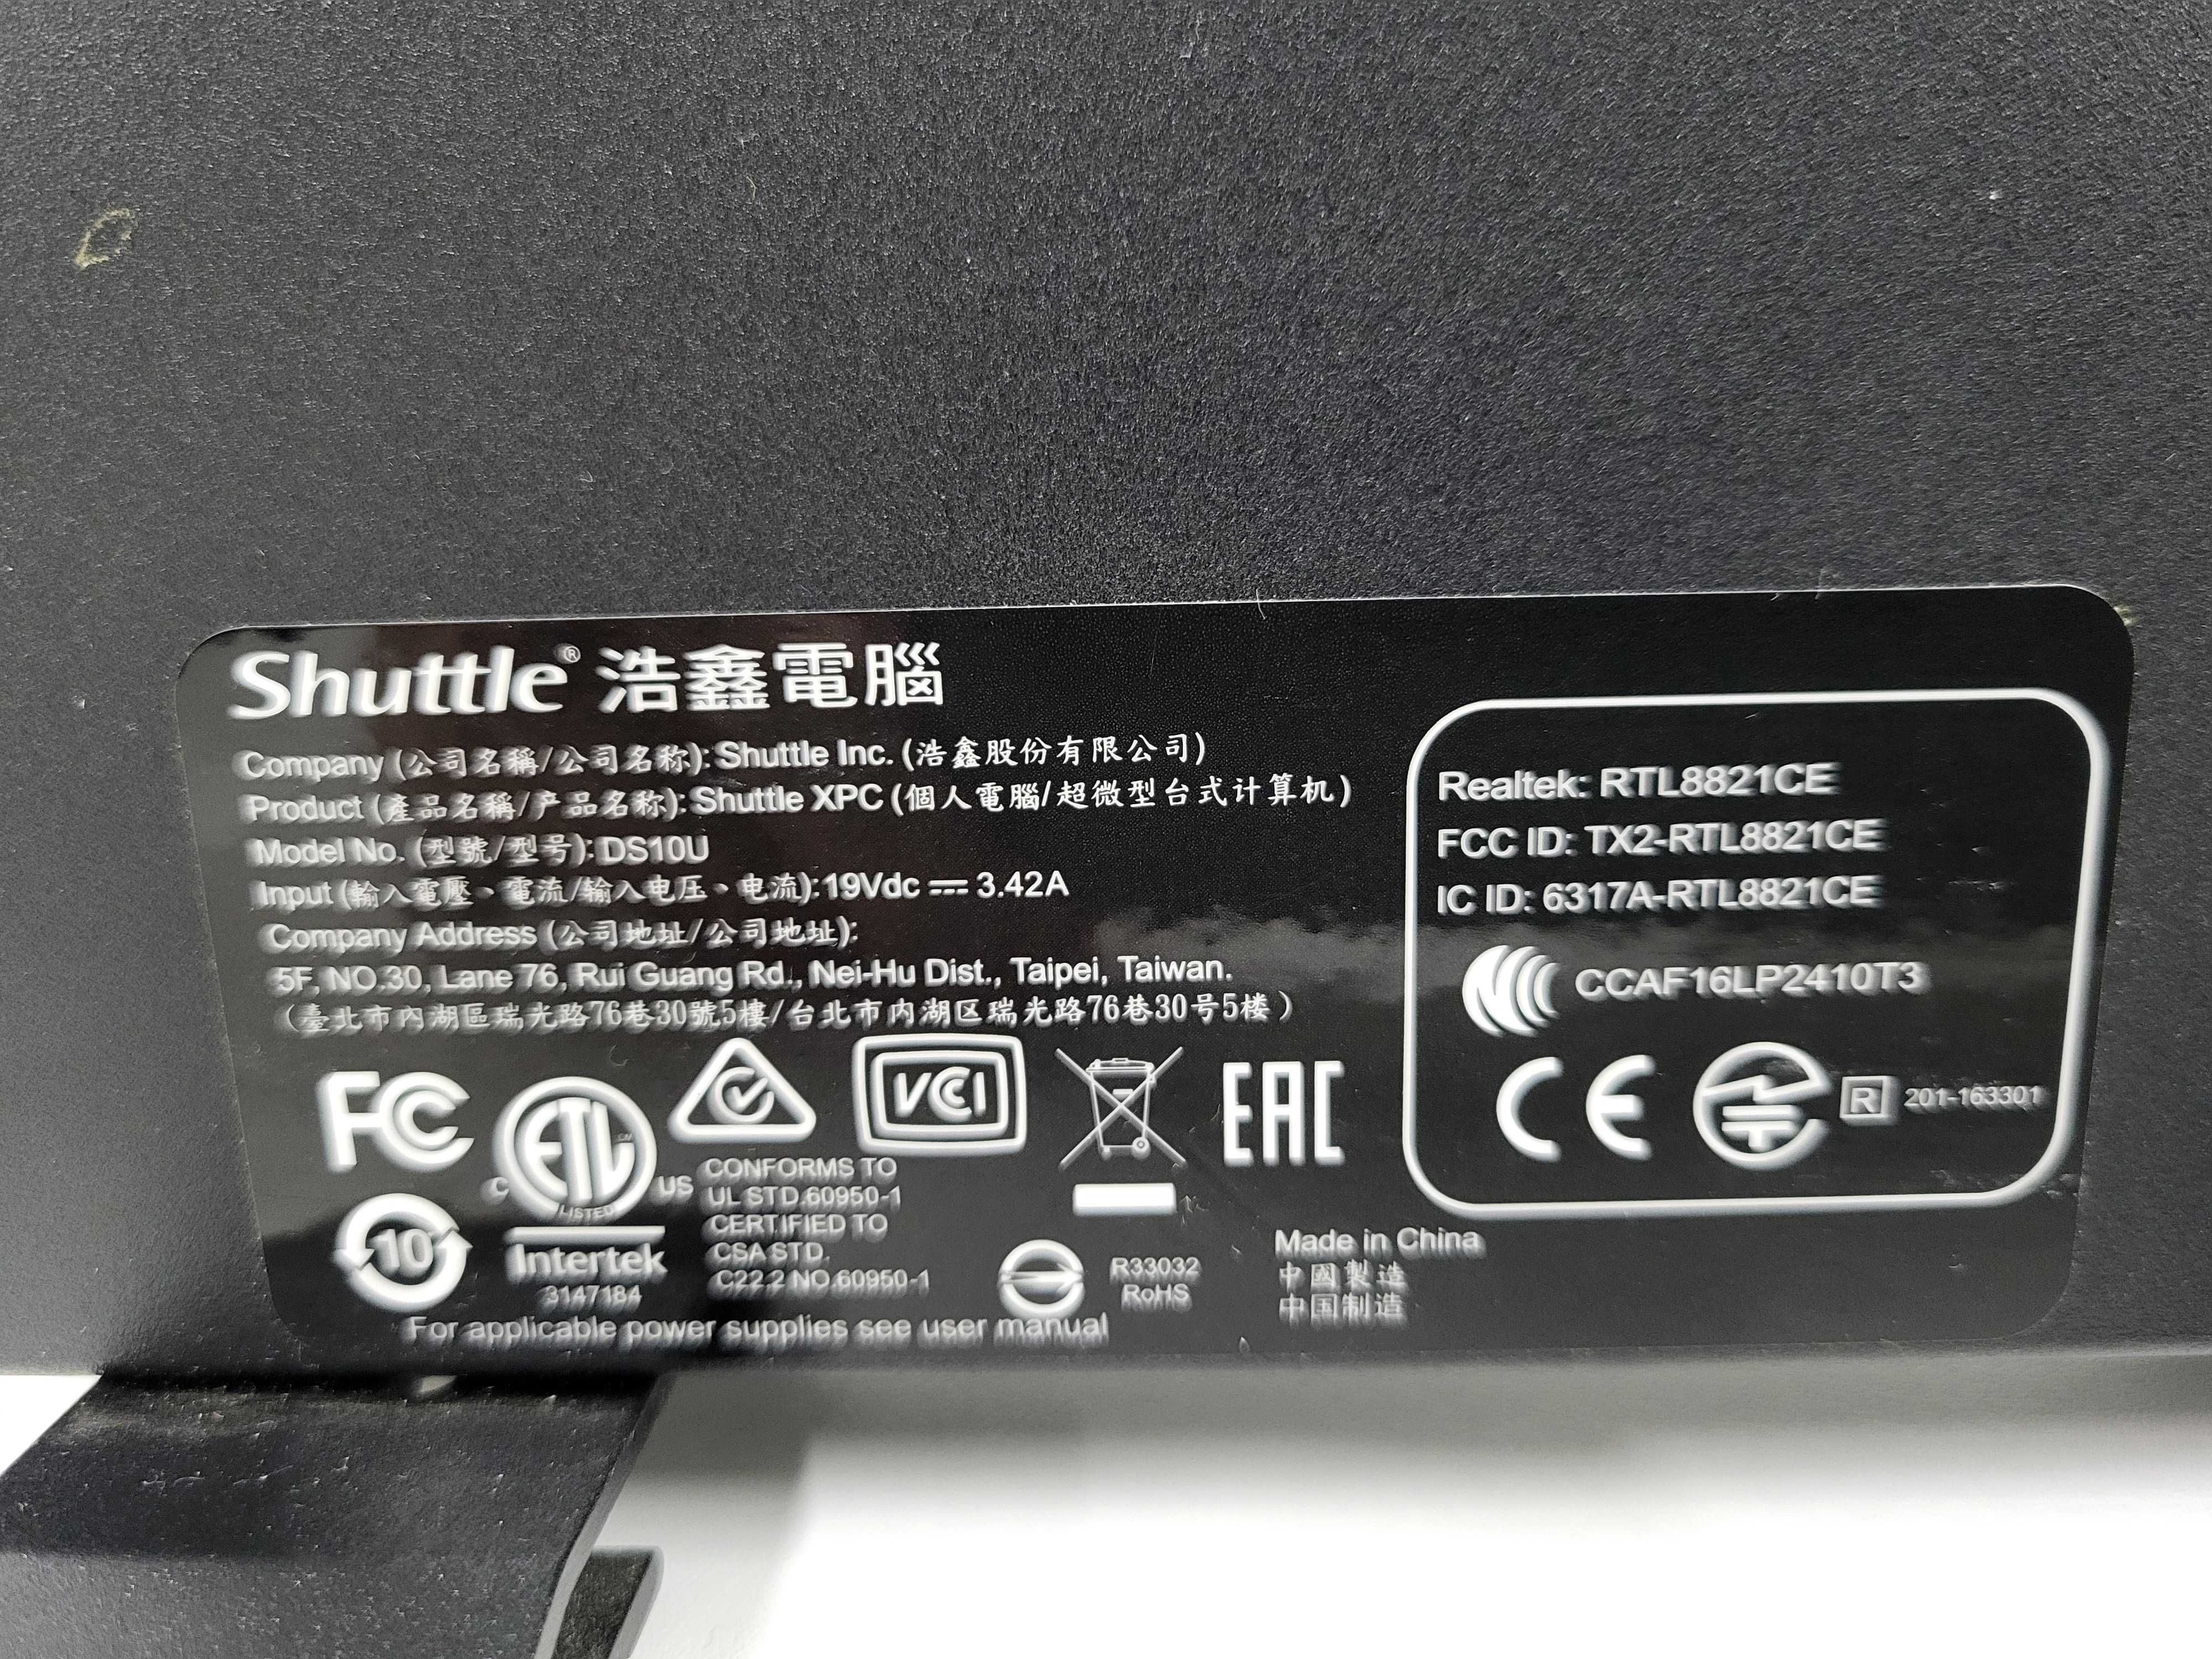 Shuttle® 浩鑫電腦
Company (公司名稱/公司名称): Shuttle Inc. (浩鑫股份有限公司)
Product (產品名稱/产品名称): Shuttle XPC (個人電腦/超微型台式计算机)
Model No. (型號/型号): DS10U
Input (輸入電壓、電流/输入电压、电流): 19Vdc ⎓ 3.42A
Company Address (公司地址/公司地址):
5F, NO.30, Lane 76, Rui Guang Rd., Nei-Hu Dist., Taipei, Taiwan.
(臺北市內湖區瑞光路76巷30號5樓/台北市内湖区瑞光路76巷30号5楼)
FC
C ETL CM US
LISTED
Intertek
3147184
10
VCI
EAC
CONFORMS TO
UL STD.60950-1
CERTIFIED TO
CSA STD.
C22.2 NO.60950-1
R33032
RoHS
Made in China
中國製造
中国制造
For applicable power supplies see user manual
Realtek: RTL8821CE
FCC ID: TX2-RTL8821CE
IC ID: 6317A-RTL8821CE
CCAF16LP2410T3
CE R 201-163301